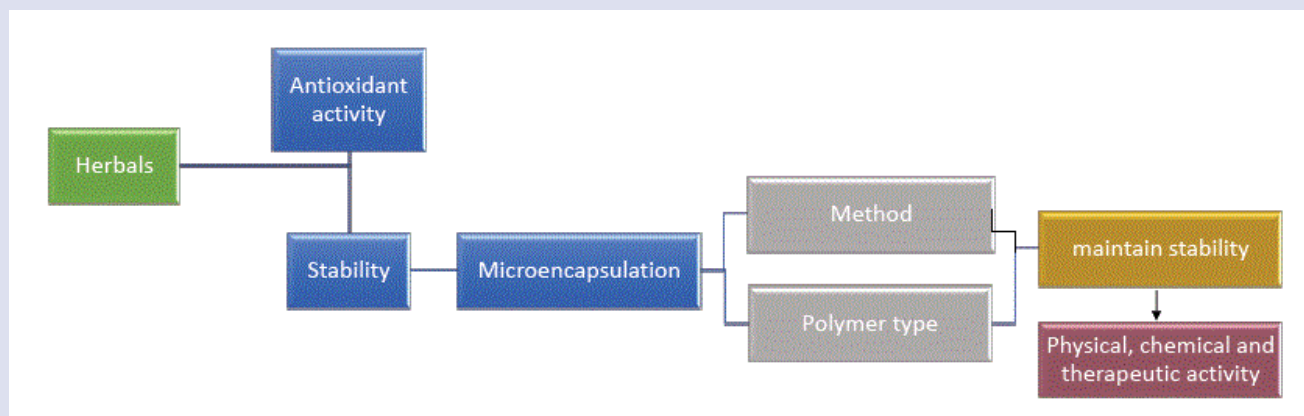 Antioxidant
activity
Herbals
Stability
Microencapsulation
Method
Polymer type
maintain stability
Physical, chemical and
therapeutic activity